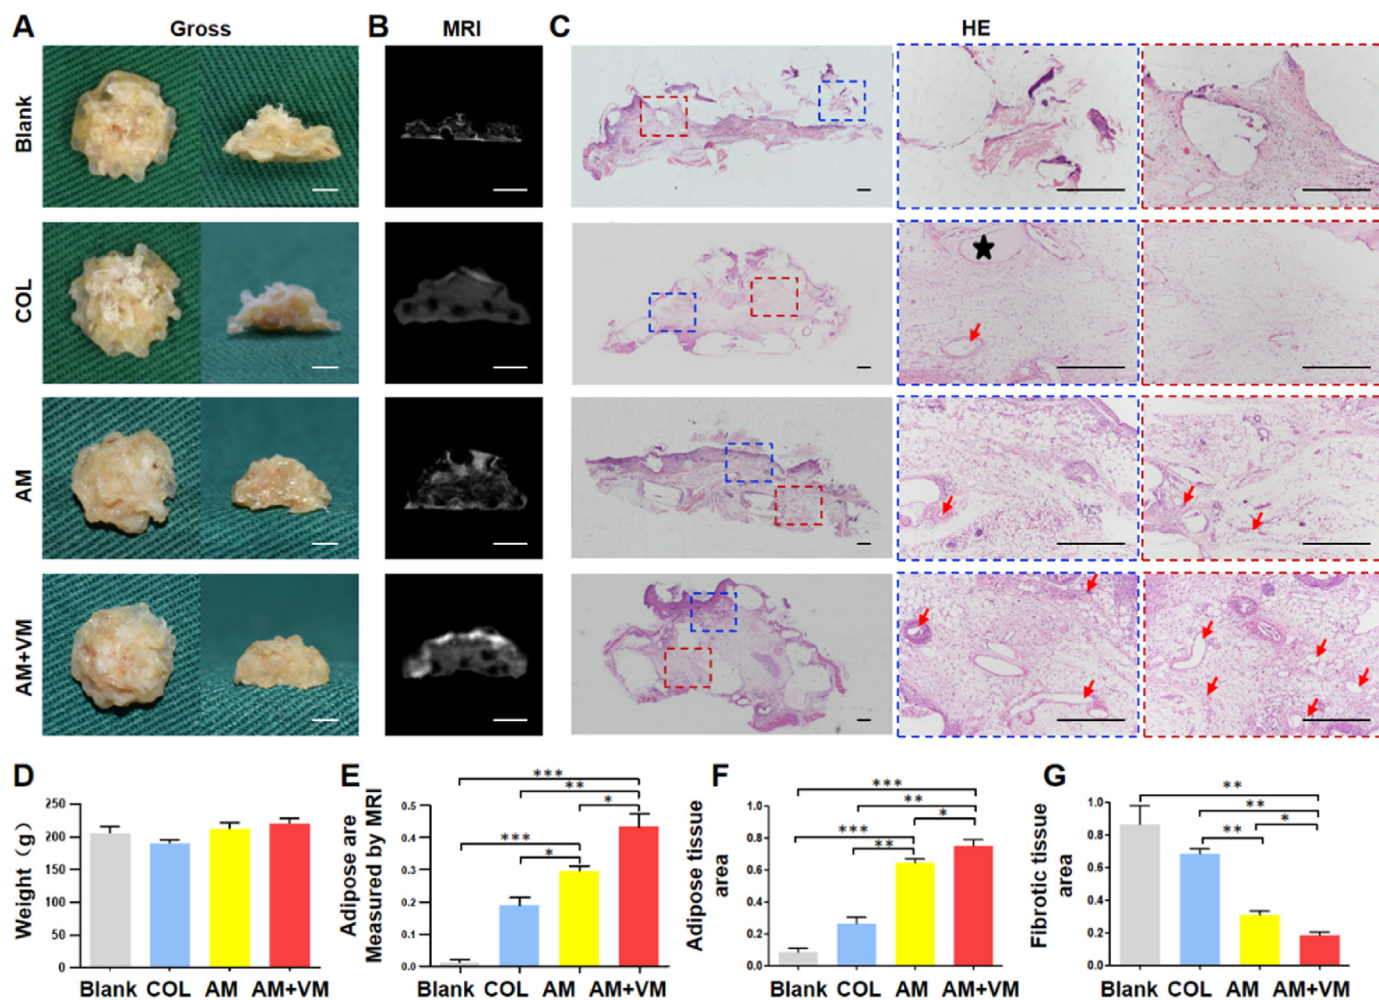 A Gross B MRI C HE
Blank
COL
AM
AM+VM
D
Weight（g）
250
200
150
100
50
0
Blank COL AM AM+VM
E
Adipose are
Measured by MRI
0.5
0.4
0.3
0.2
0.1
0.0
***
**
*
***
*
Blank COL AM AM+VM
F
Adipose tissue
area
1.0
0.8
0.6
0.4
0.2
0.0
***
**
*
***
**
Blank COL AM AM+VM
G
Fibrotic tissue
area
1.0
0.8
0.6
0.4
0.2
0.0
**
**
*
**
Blank COL AM AM+VM